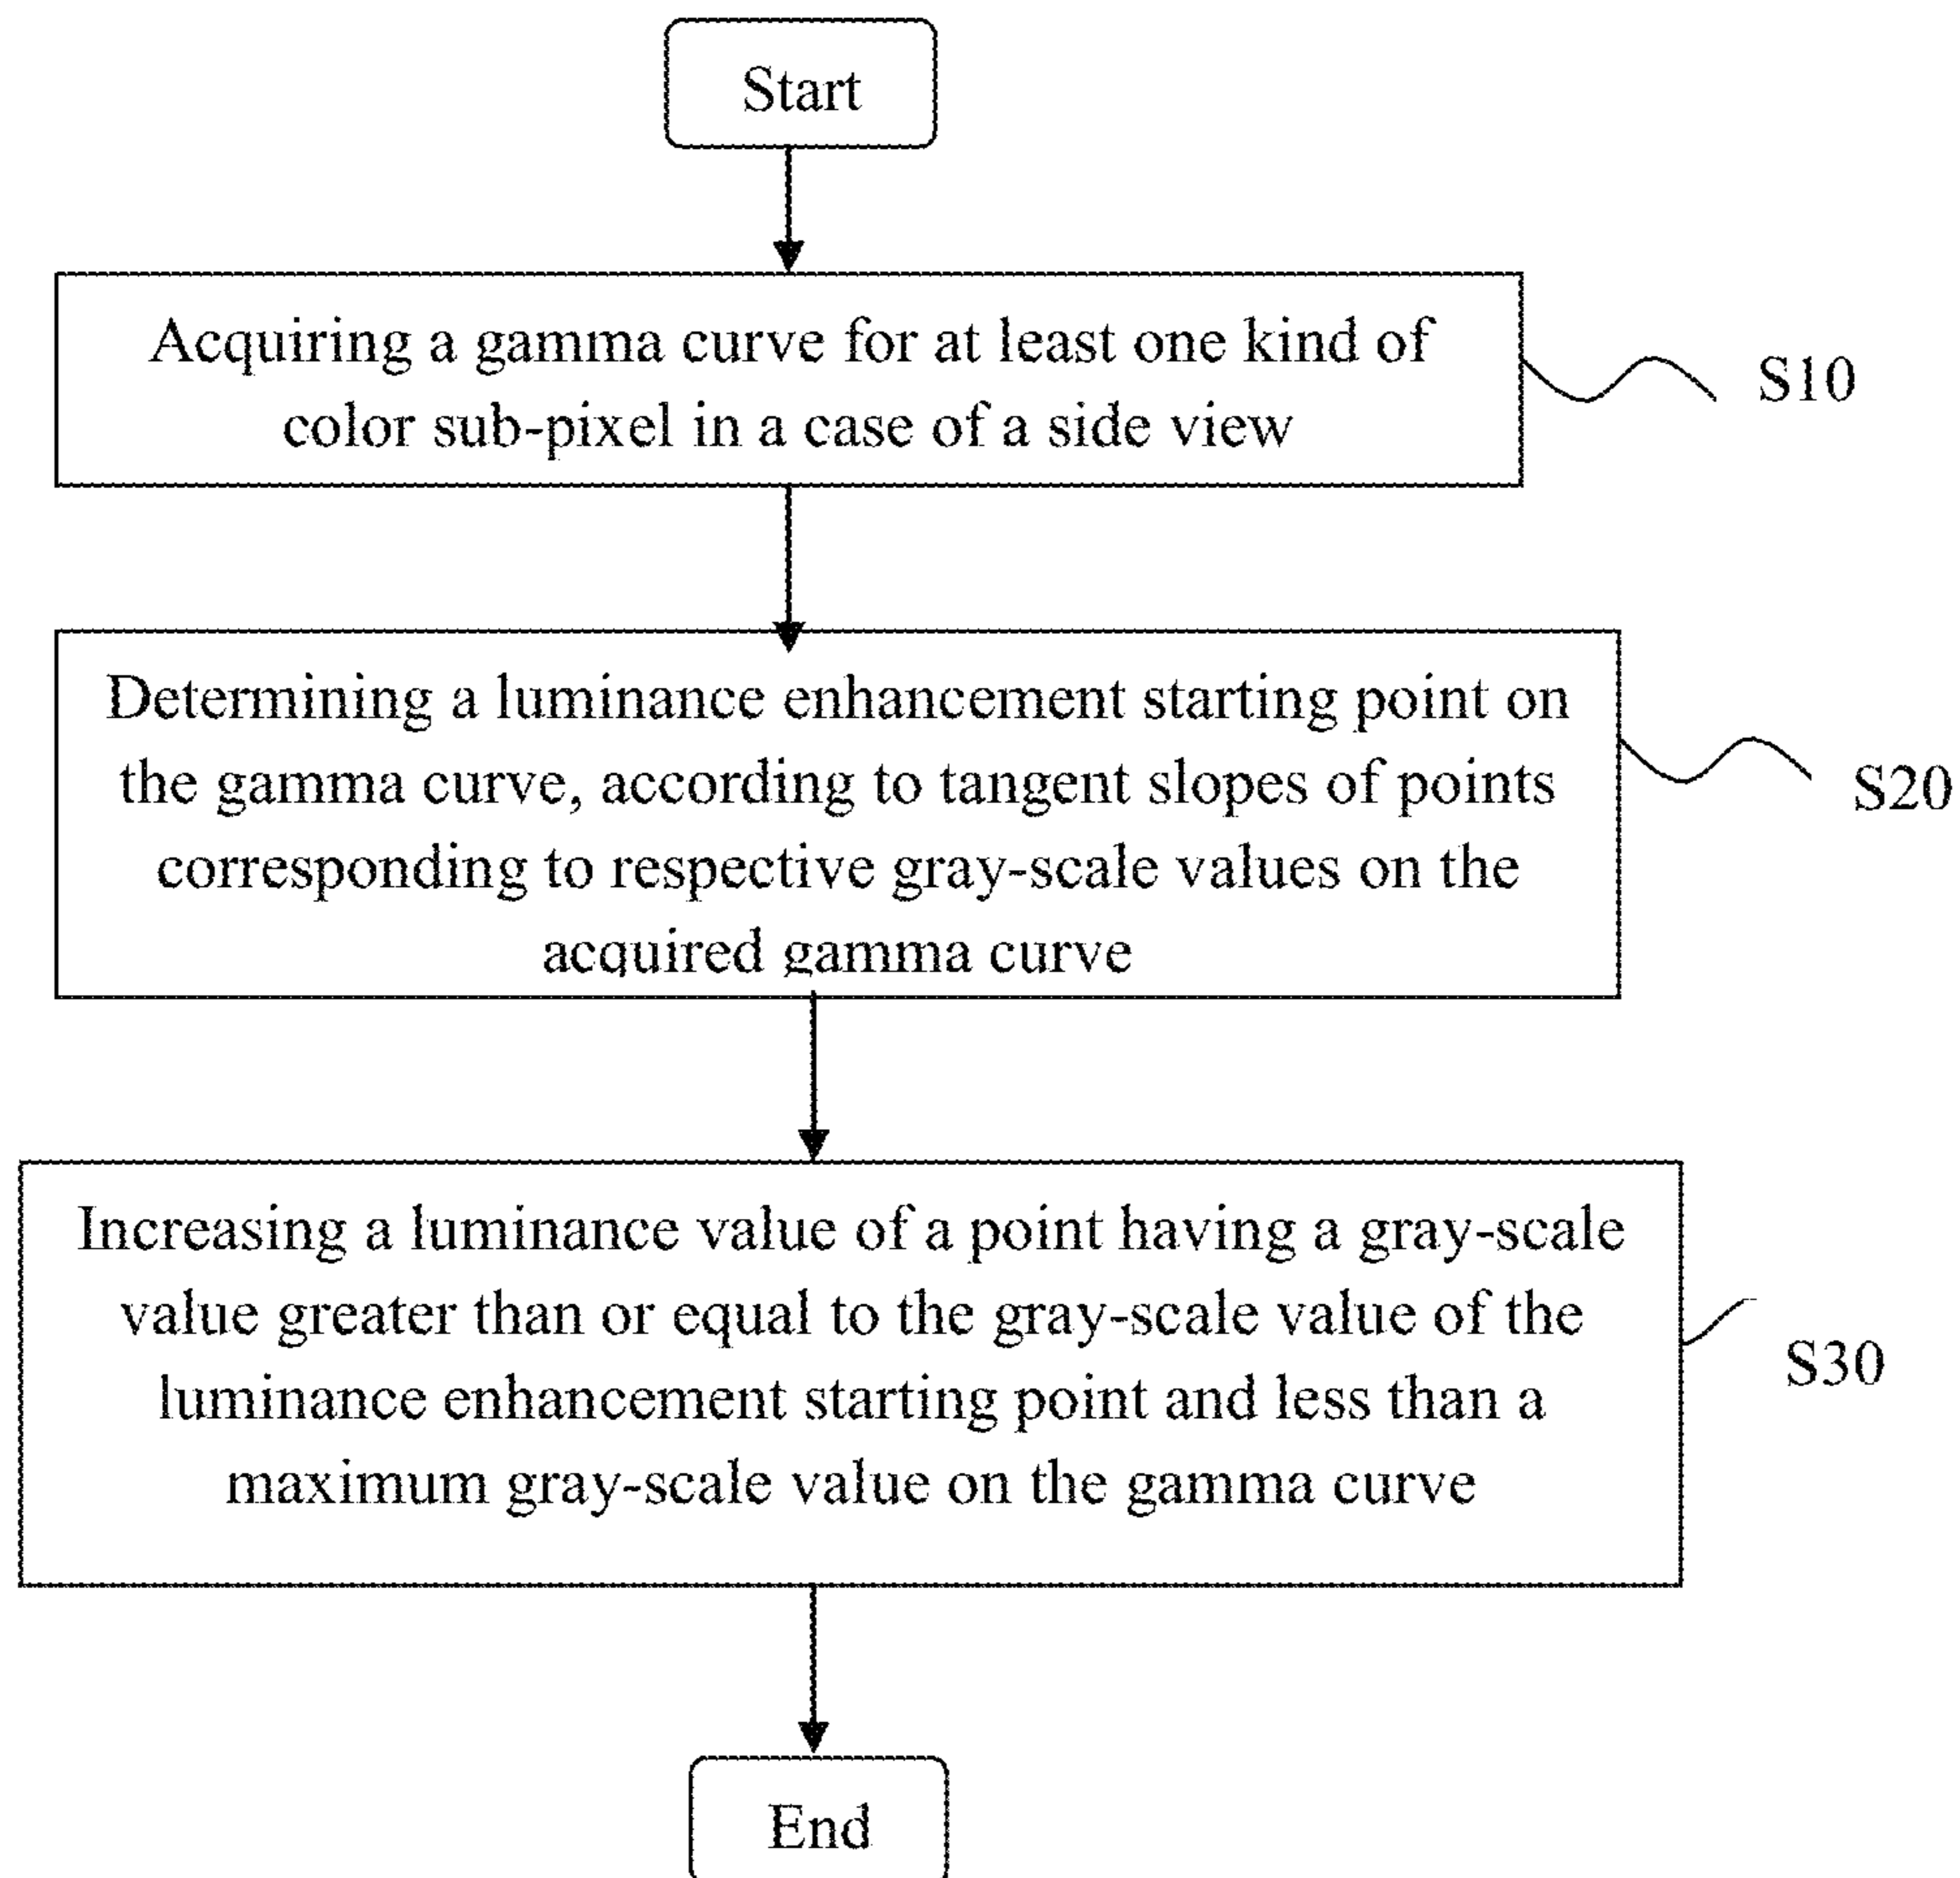 Start
Acquiring a gamma curve for at least one kind of
color sub-pixel in a case of a side view
S10
Determining a luminance enhancement starting point on
the gamma curve, according to tangent slopes of points
corresponding to respective gray-scale values on the
acquired gamma curve
S20
Increasing a luminance value of a point having a gray-scale
value greater than or equal to the gray-scale value of the
luminance enhancement starting point and less than a
maximum gray-scale value on the gamma curve
S30
End